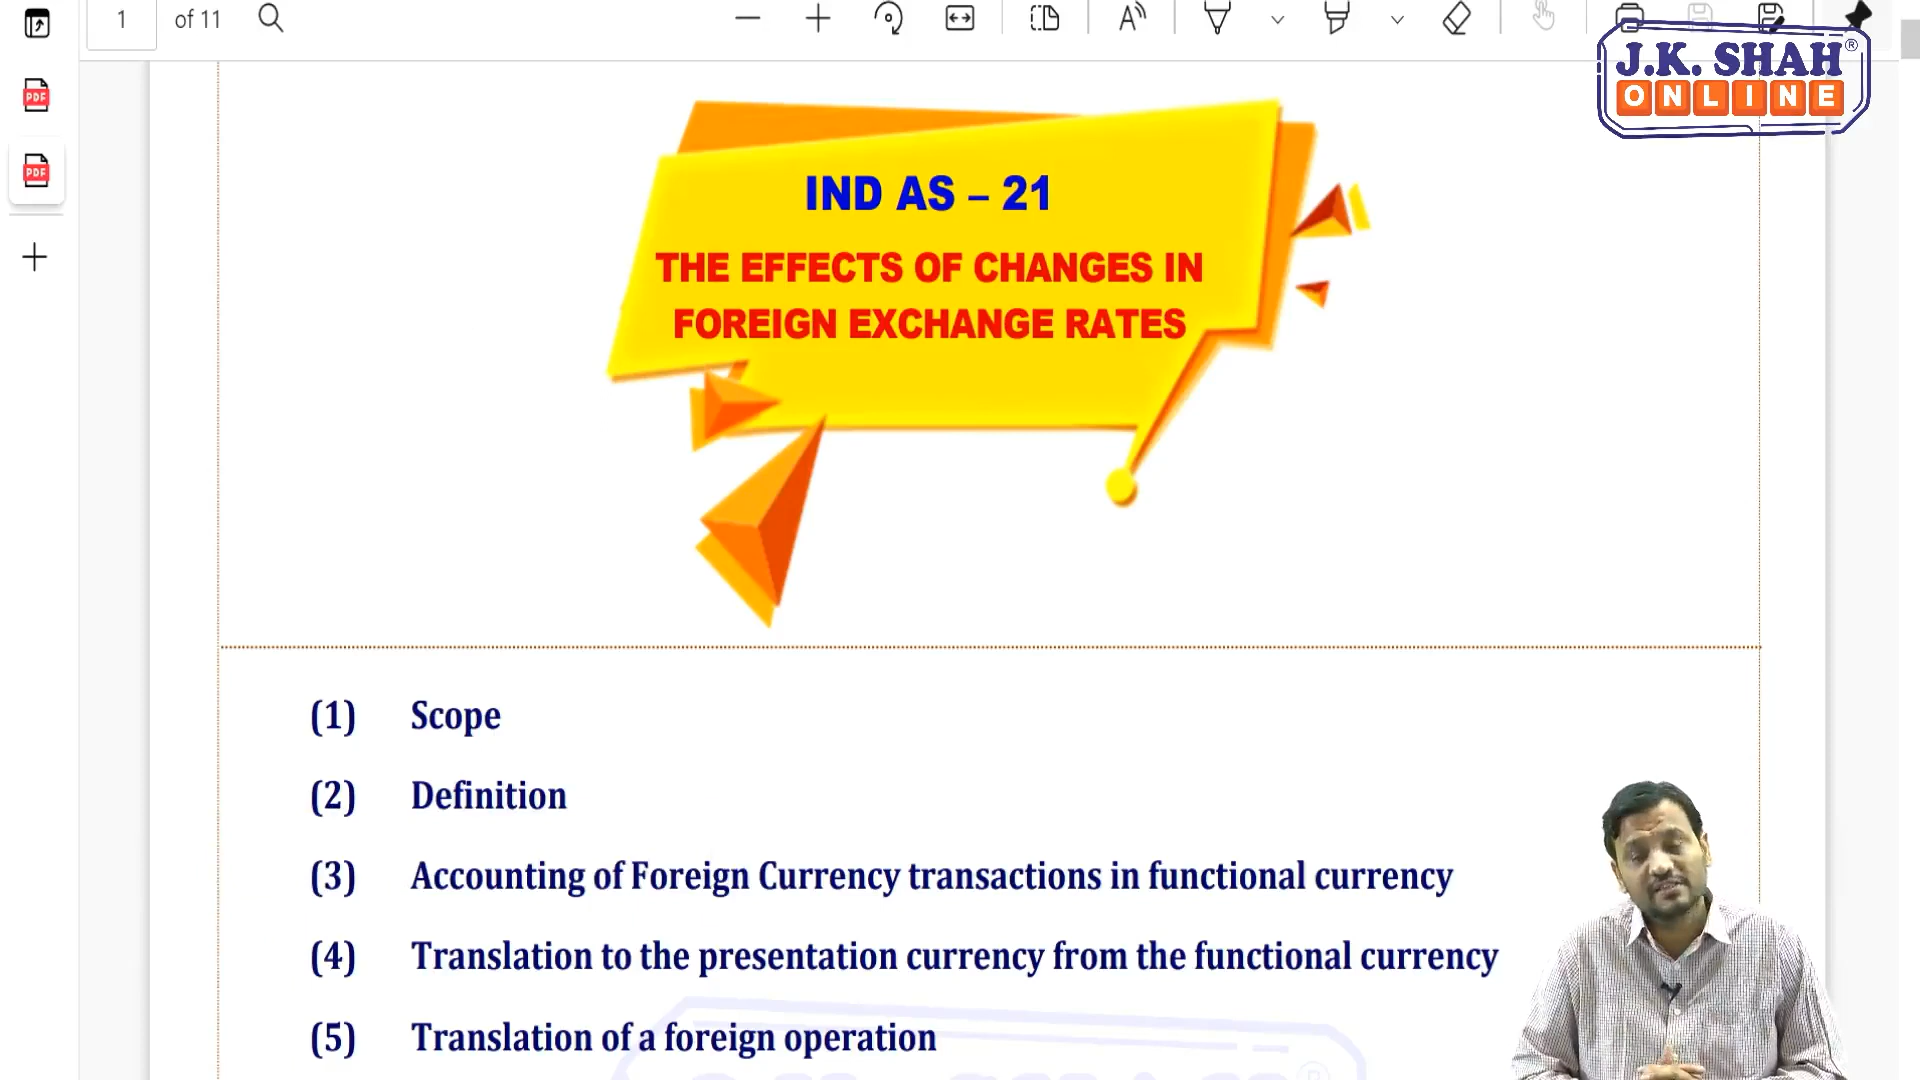 1 of 11
J.K. SHAH®
ONLINE
PDF
PDF
IND AS – 21
THE EFFECTS OF CHANGES IN
FOREIGN EXCHANGE RATES
(1) Scope
(2) Definition
(3) Accounting of Foreign Currency transactions in functional currency
(4) Translation to the presentation currency from the functional currency
(5) Translation of a foreign operation